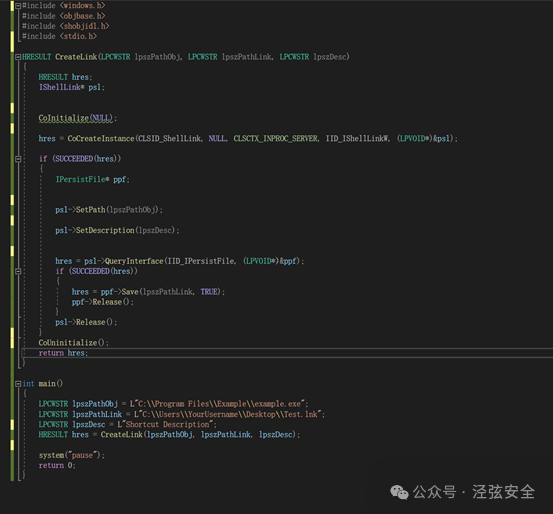 #include <windows.h>
#include <objbase.h>
#include <shobjidl.h>
#include <stdio.h>
HRESULT CreateLink(LPCWSTR lpszPathObj, LPCWSTR lpszPathLink, LPCWSTR lpszDesc)
{
HRESULT hres;
IShellLink* psl;
CoInitialize(NULL);
hres = CoCreateInstance(CLSID_ShellLink, NULL, CLSCTX_INPROC_SERVER, IID_IShellLinkW, (LPVOID*)&psl);
if (SUCCEEDED(hres))
{
IPersistFile* ppf;
psl->SetPath(lpszPathObj);
psl->SetDescription(lpszDesc);
hres = psl->QueryInterface(IID_IPersistFile, (LPVOID*)&ppf);
if (SUCCEEDED(hres))
{
hres = ppf->Save(lpszPathLink, TRUE);
ppf->Release();
}
psl->Release();
}
CoUninitialize();
return hres;
}
int main()
{
LPCWSTR lpszPathObj = L"C:\\Program Files\\Example\\example.exe";
LPCWSTR lpszPathLink = L"C:\\Users\\YourUsername\\Desktop\\Test.lnk";
LPCWSTR lpszDesc = L"Shortcut Description";
HRESULT hres = CreateLink(lpszPathObj, lpszPathLink, lpszDesc);
system("pause");
return 0;
}
公众号 · 泾弦安全